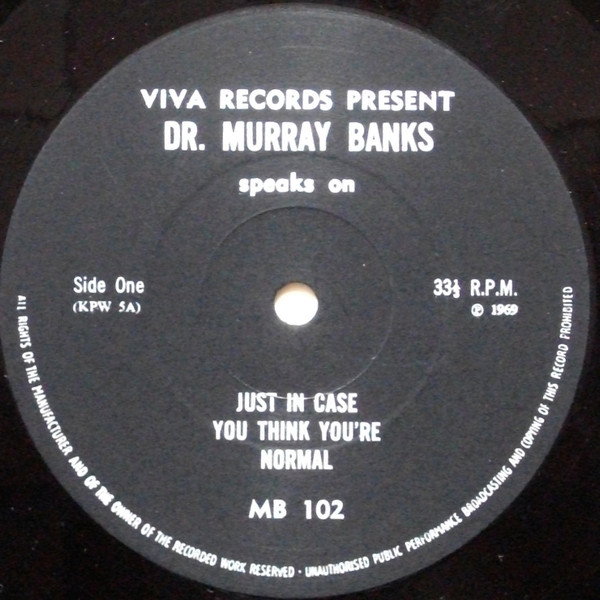 VIVA RECORDS PRESENT
DR. MURRAY BANKS
speaks on
Side One
(KPW 5A)
33⅓ R.P.M.
℗ 1969
JUST IN CASE
YOU THINK YOU'RE
NORMAL
MB 102
ALL RIGHTS OF THE MANUFACTURER AND OF THE OWNER OF THE RECORDED WORK RESERVED · UNAUTHORISED PUBLIC PERFORMANCE BROADCASTING AND COPYING OF THIS RECORD PROHIBITED